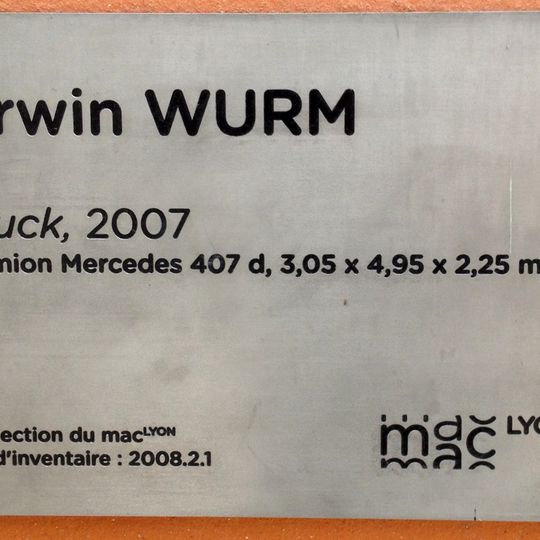 rwin WURM
uck, 2007
mion Mercedes 407 d, 3,05 x 4,95 x 2,25 m
ection du macLYON
d'inventaire : 2008.2.1
mac LYO